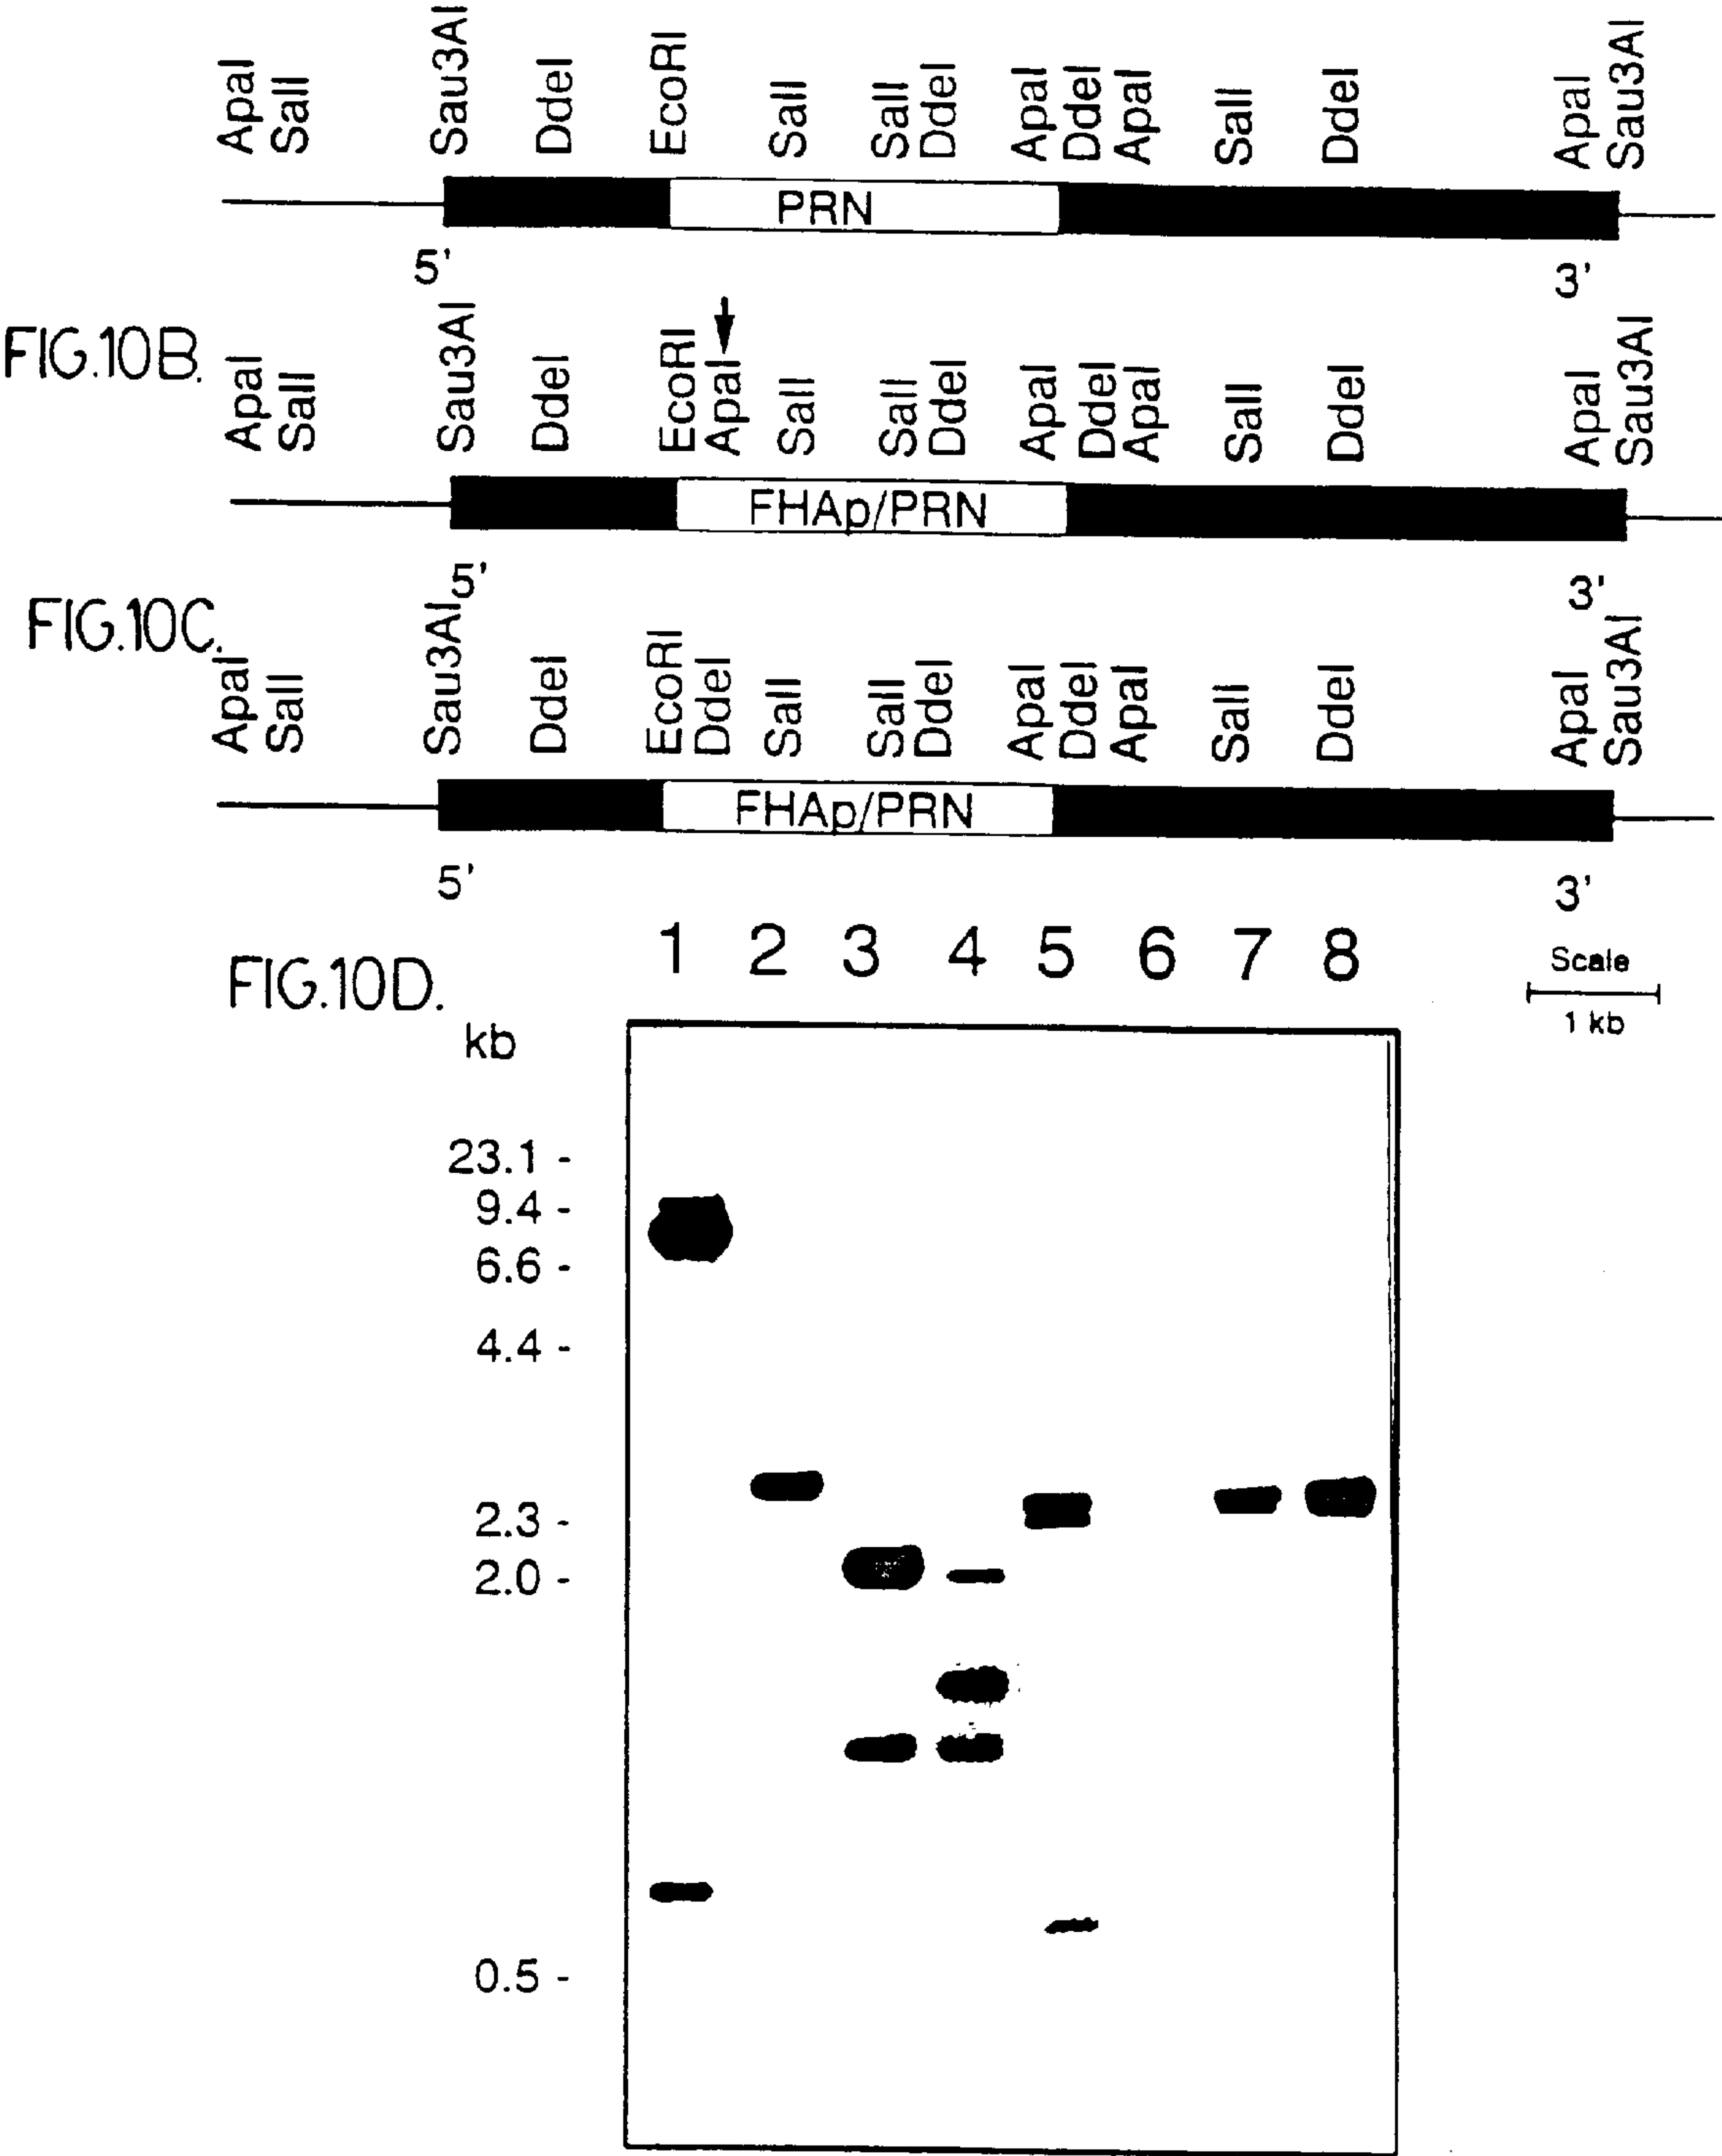 ApaI SalI Sau3AI DdeI EcoRI SalI SalI DdeI ApaI DdeI ApaI SalI DdeI ApaI Sau3AI
PRN
5' 3'
FIG.10B.
ApaI SalI Sau3AI DdeI EcoRI ApaI SalI SalI DdeI ApaI DdeI ApaI SalI DdeI ApaI Sau3AI
FHAp/PRN
5' 3'
FIG.10C.
ApaI SalI Sau3AI DdeI EcoRI DdeI SalI SalI DdeI ApaI DdeI ApaI SalI DdeI ApaI Sau3AI
FHAp/PRN
5' 3'
FIG.10D.
1 2 3 4 5 6 7 8
Scale
1 kb
kb
23.1 -
9.4 -
6.6 -
4.4 -
2.3 -
2.0 -
0.5 -